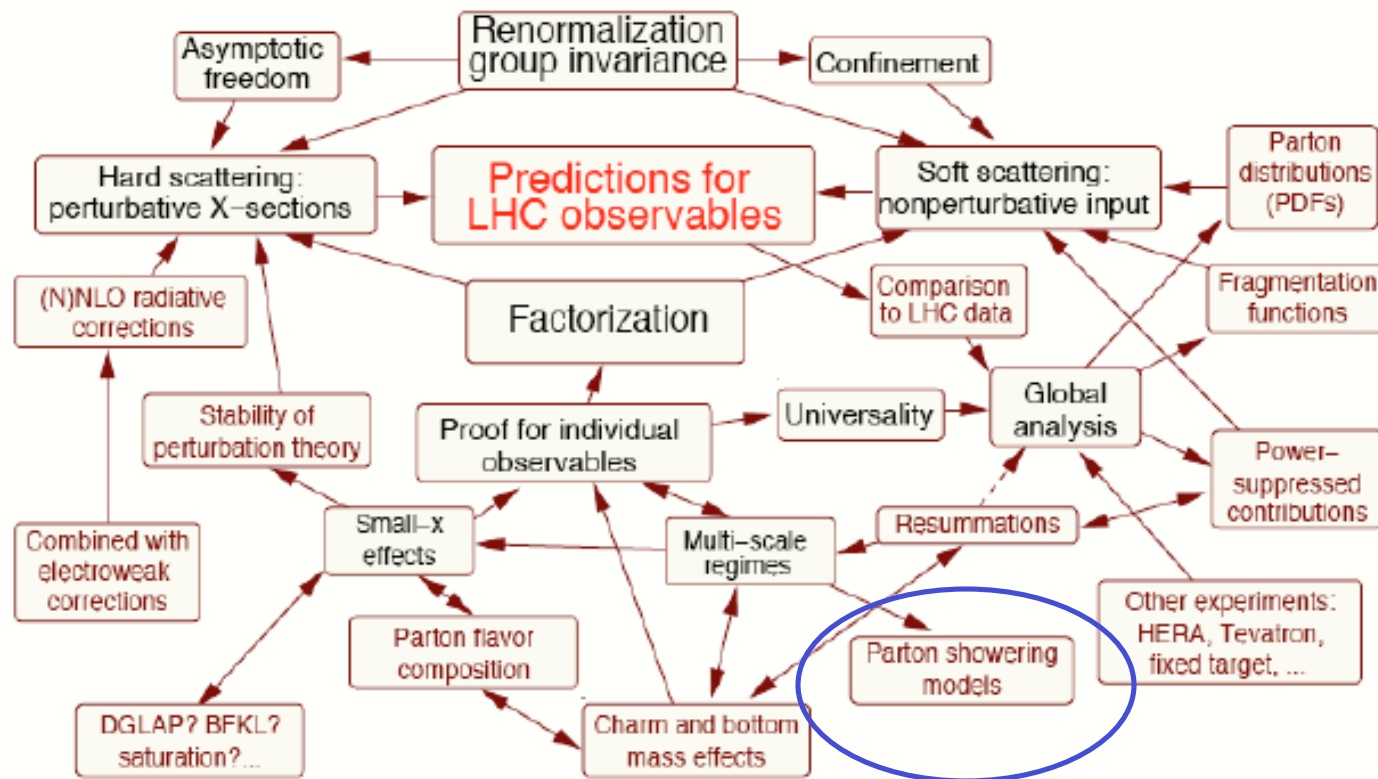 Renormalization
group invariance
Asymptotic
freedom
Confinement
Hard scattering:
perturbative X-sections
Predictions for
LHC observables
Soft scattering:
nonperturbative input
Parton
distributions
(PDFs)
(N)NLO radiative
corrections
Factorization
Comparison
to LHC data
Fragmentation
functions
Stability of
perturbation theory
Proof for individual
observables
Universality
Global
analysis
Power-
suppressed
contributions
Combined with
electroweak
corrections
Small-x
effects
Multi-scale
regimes
Resummations
Parton flavor
composition
Parton showering
models
Other experiments:
HERA, Tevatron,
fixed target, ...
DGLAP? BFKL?
saturation?...
Charm and bottom
mass effects